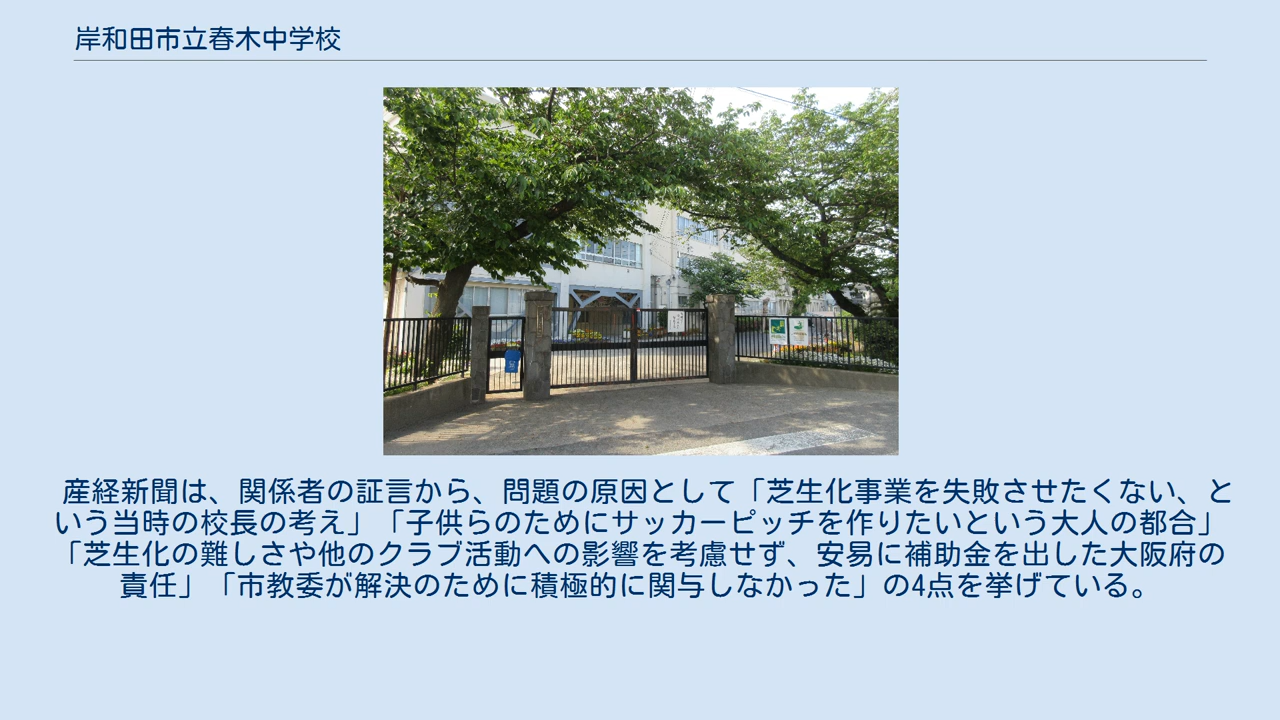 岸和田市立春木中学校
産経新聞は、関係者の証言から、問題の原因として「芝生化事業を失敗させたくない、と
いう当時の校長の考え」「子供らのためにサッカーピッチを作りたいという大人の都合」
「芝生化の難しさや他のクラブ活動への影響を考慮せず、安易に補助金を出した大阪府の
責任」「市教委が解決のために積極的に関与しなかった」の4点を挙げている。